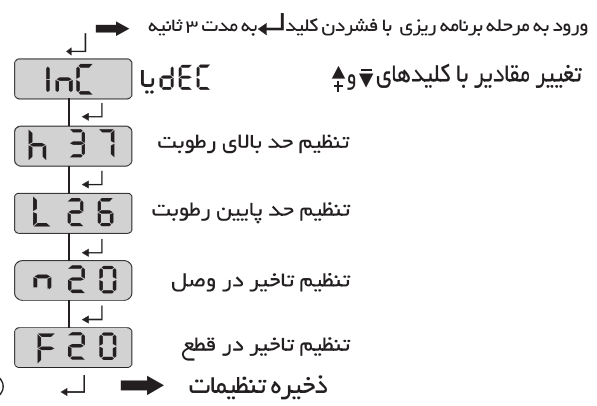 ورود به مرحله برنامه ریزی با فشردن کلید به مدت ۳ ثانیه
تغییر مقادیر با کلیدهای و
InC یا dEC
h 37 تنظیم حد بالای رطوبت
L 26 تنظیم حد پایین رطوبت
n 20 تنظیم تاخیر در وصل
F 20 تنظیم تاخیر در قطع
ذخیره تنظیمات